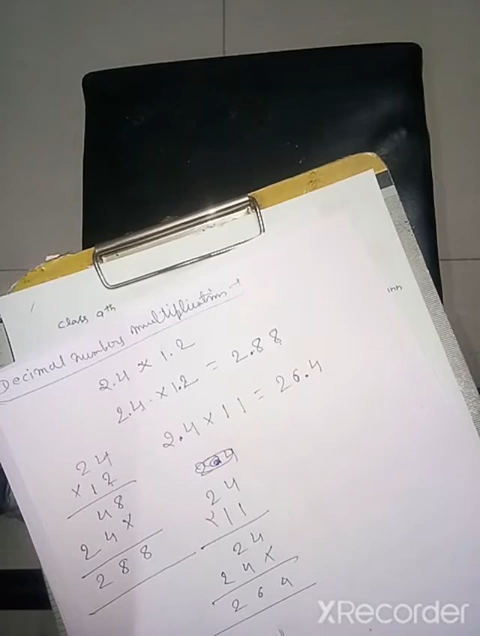 class 9th
Decimal numbers multiplication →
2.4 × 1.2
2.4 × 1.2 = 2.88
2.4 × 11 = 26.4
24
× 12
48
24 ×
288
24
× 11
24
24 ×
264
XRecorder